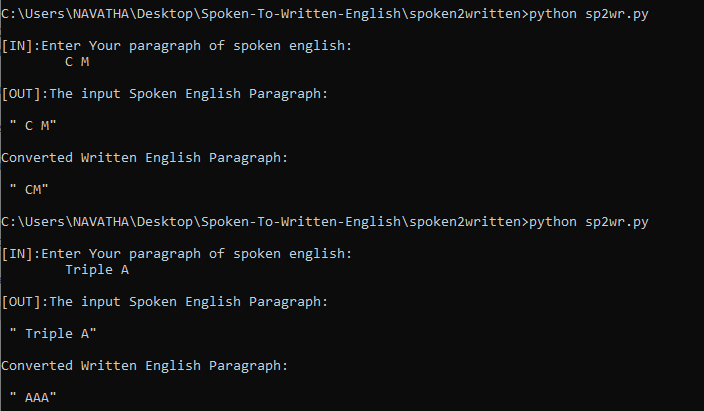 C:\Users\NAVATHA\Desktop\Spoken-To-Written-English\spoken2written>python sp2wr.py
[IN]:Enter Your paragraph of spoken english:
C M
[OUT]:The input Spoken English Paragraph:
" C M"
Converted Written English Paragraph:
" CM"
C:\Users\NAVATHA\Desktop\Spoken-To-Written-English\spoken2written>python sp2wr.py
[IN]:Enter Your paragraph of spoken english:
Triple A
[OUT]:The input Spoken English Paragraph:
" Triple A"
Converted Written English Paragraph:
" AAA"